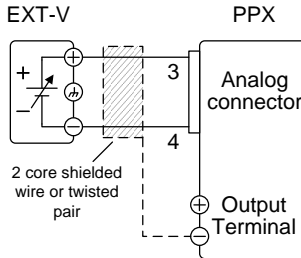 EXT-V
PPX
+
−
3
4
Analog
connector
2 core shielded
wire or twisted
pair
Output
Terminal